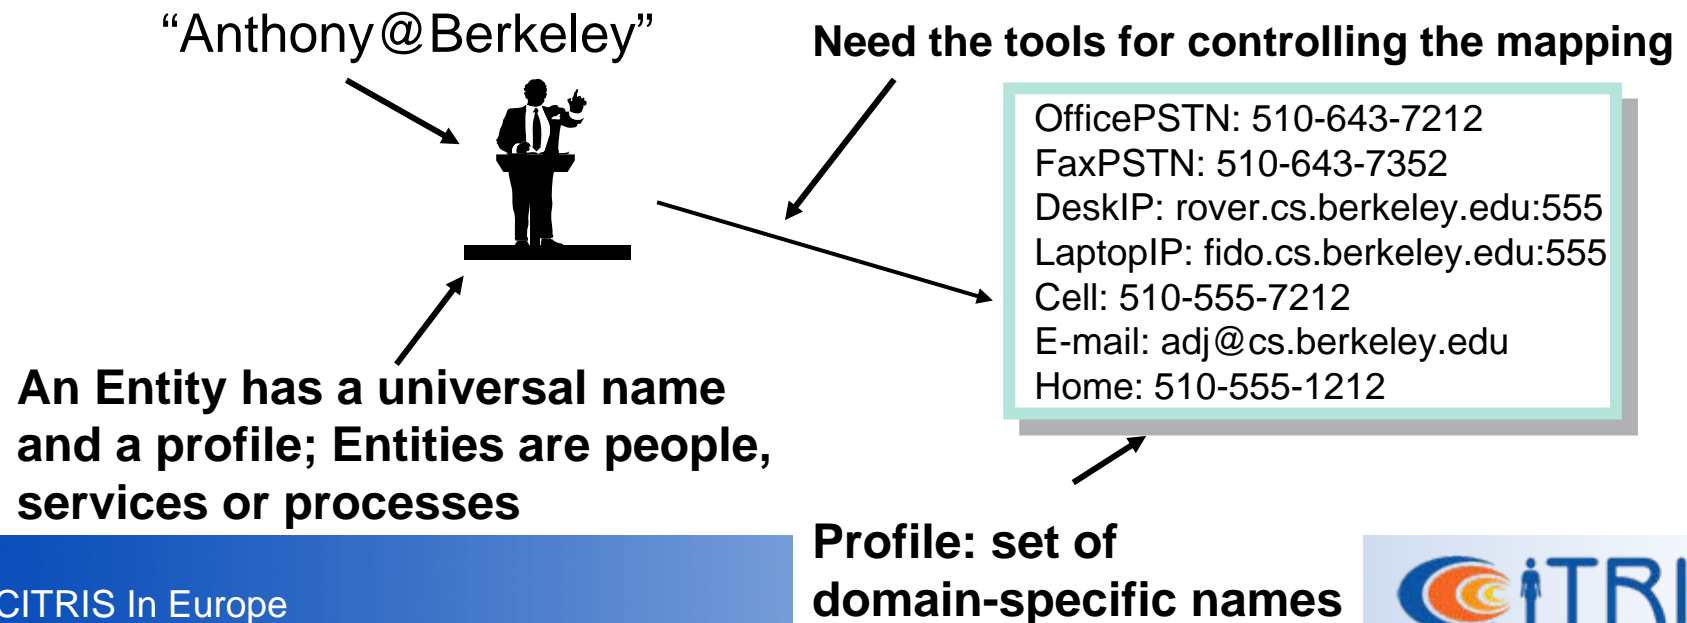 “Anthony@Berkeley”
Need the tools for controlling the mapping
OfficePSTN: 510-643-7212
FaxPSTN: 510-643-7352
DeskIP: rover.cs.berkeley.edu:555
LaptopIP: fido.cs.berkeley.edu:555
Cell: 510-555-7212
E-mail: adj@cs.berkeley.edu
Home: 510-555-1212
An Entity has a universal name
and a profile; Entities are people,
services or processes
Profile: set of
domain-specific names
CITRIS In Europe
CiTRI